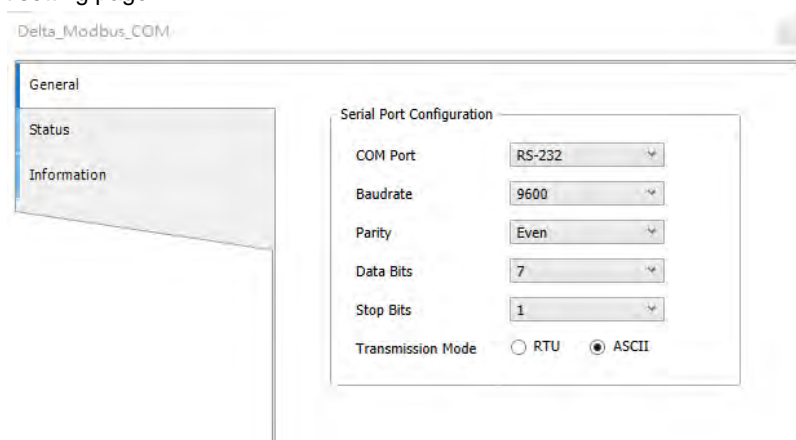 Delta_Modbus_COM
General
Status
Information
Serial Port Configuration
COM Port RS-232
Baudrate 9600
Parity Even
Data Bits 7
Stop Bits 1
Transmission Mode RTU ASCII